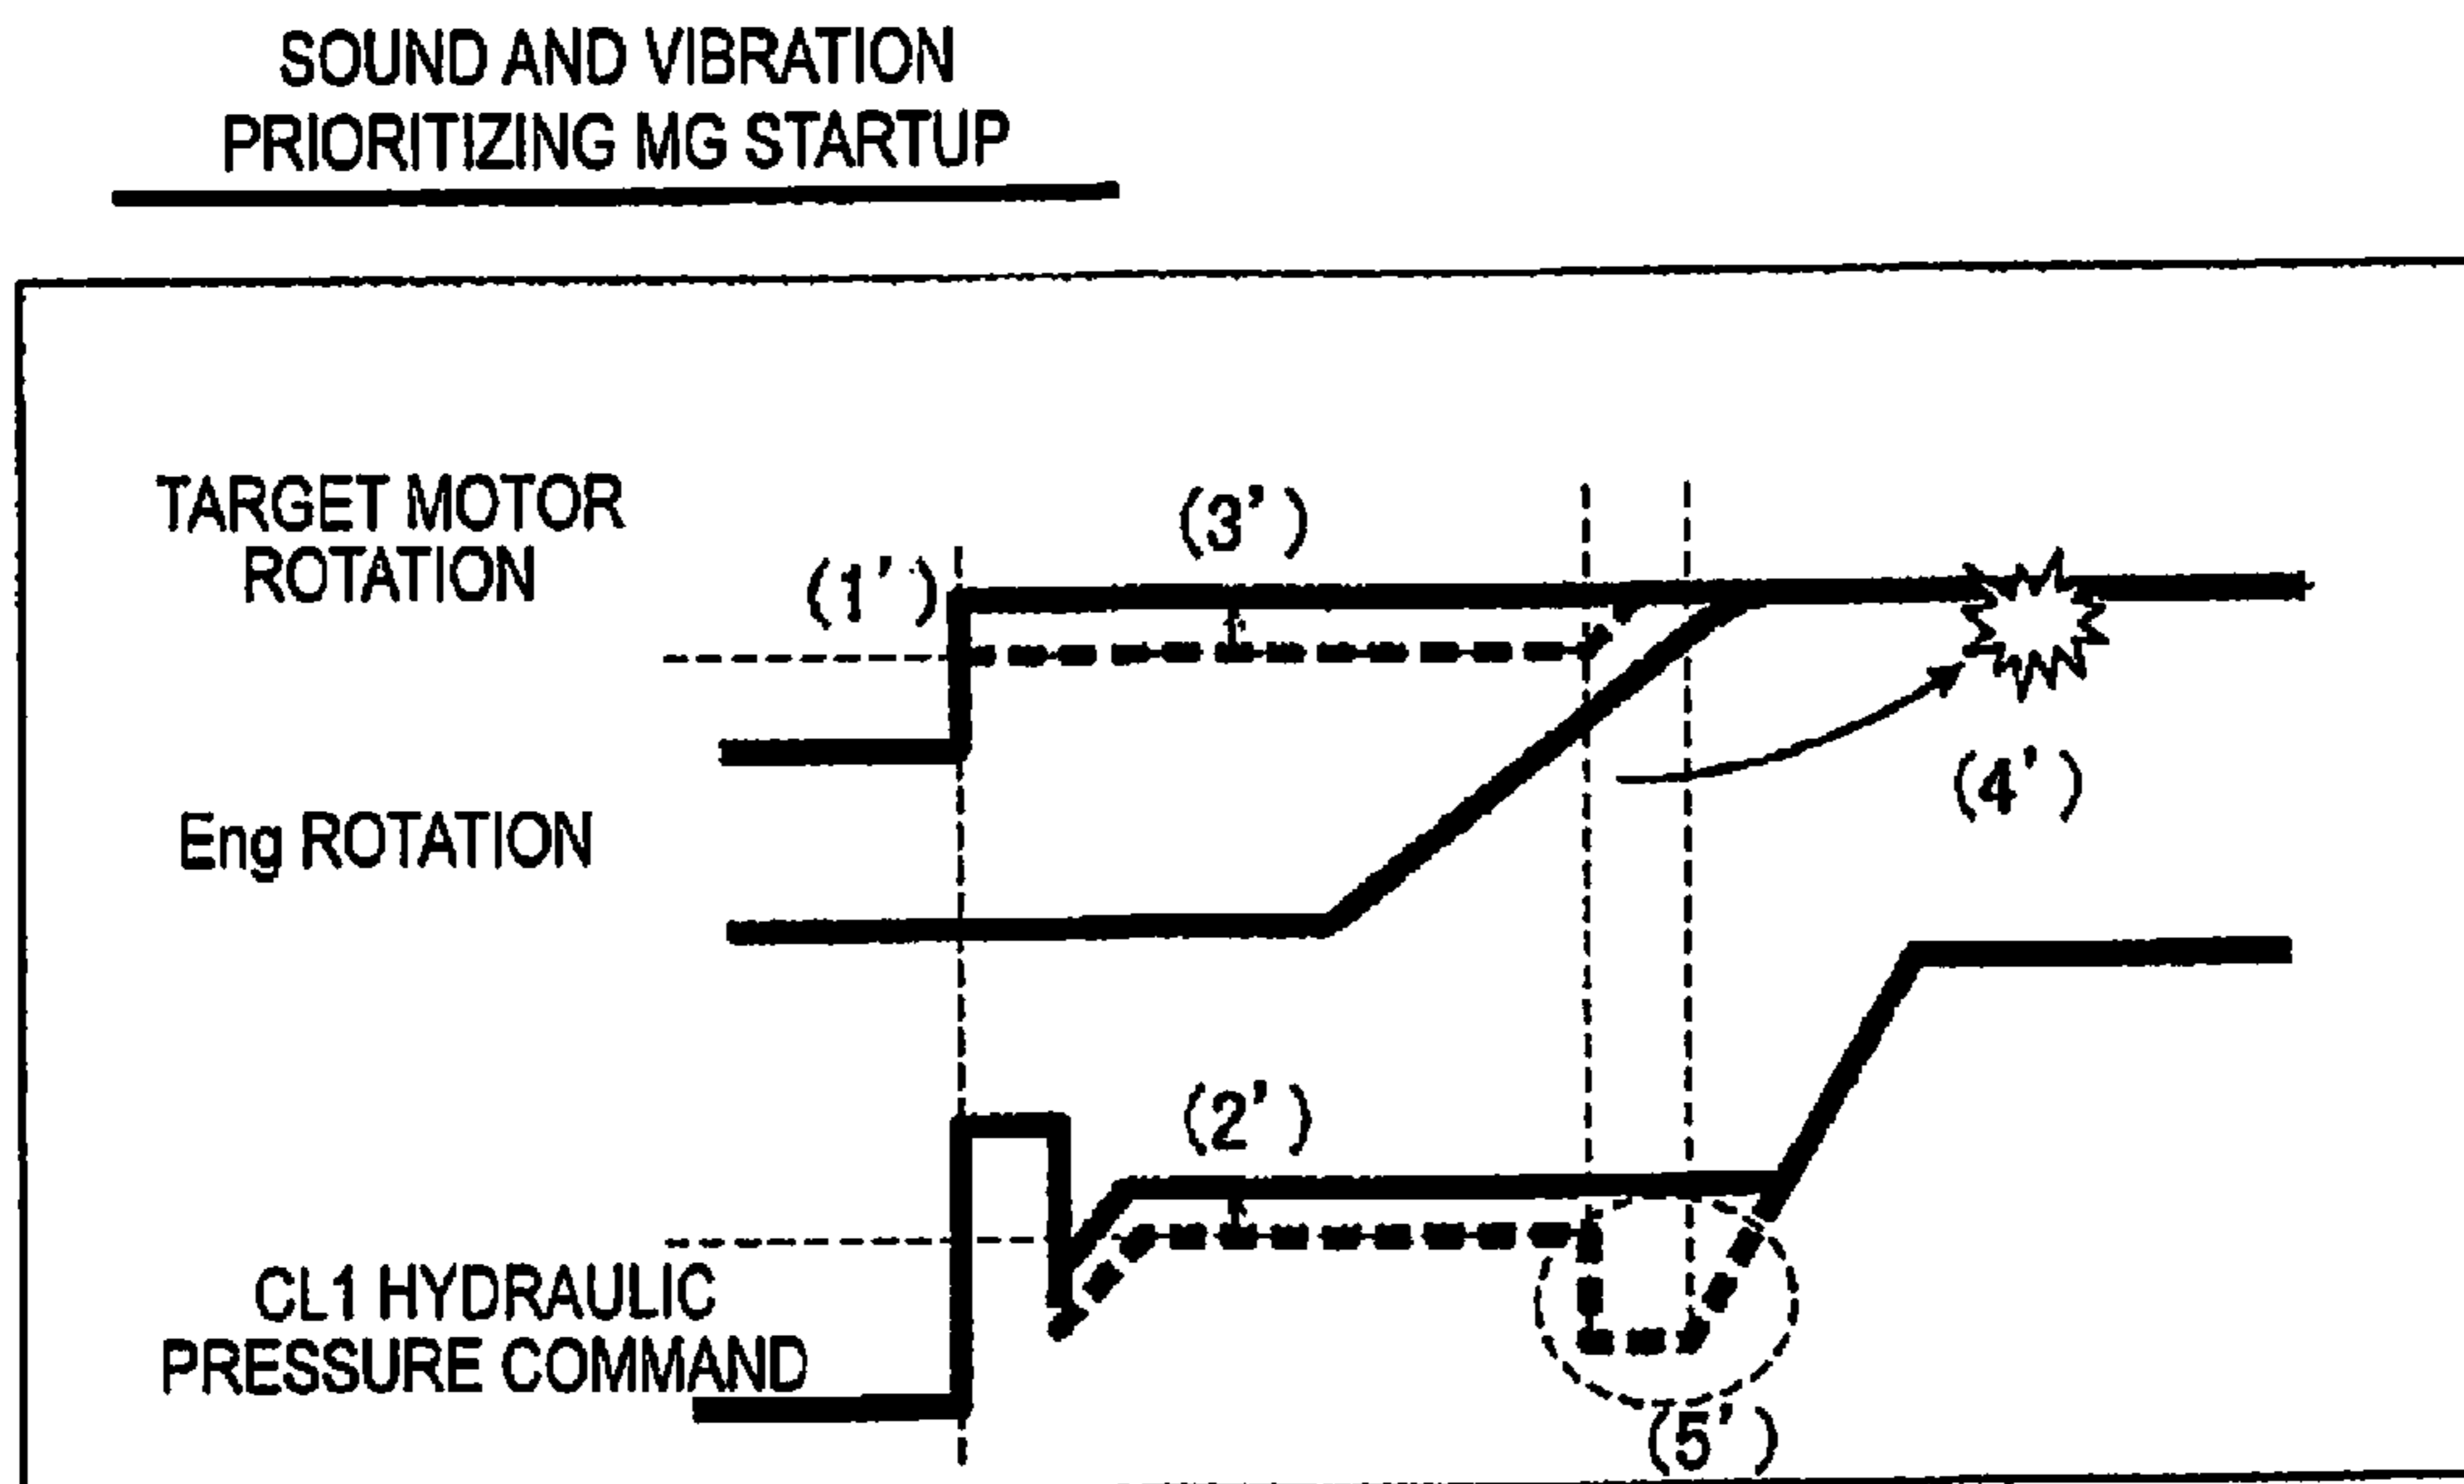 SOUND AND VIBRATION
PRIORITIZING MG STARTUP
TARGET MOTOR
ROTATION
(1')
(3')
(4')
Eng ROTATION
(2')
CL1 HYDRAULIC
PRESSURE COMMAND
(5')